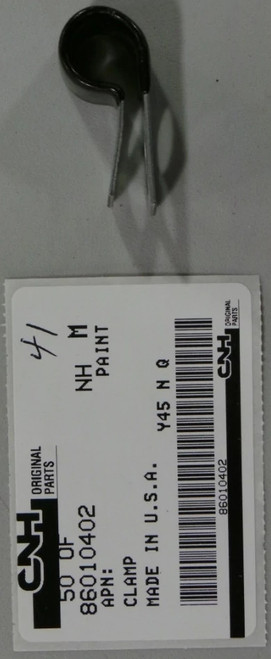 CNH ORIGINAL PARTS
41
50 OF
NH M
86010402
PAINT
APN:
CLAMP
MADE IN U.S.A. Y45 N Q
86010402
CNH ORIGINAL PARTS